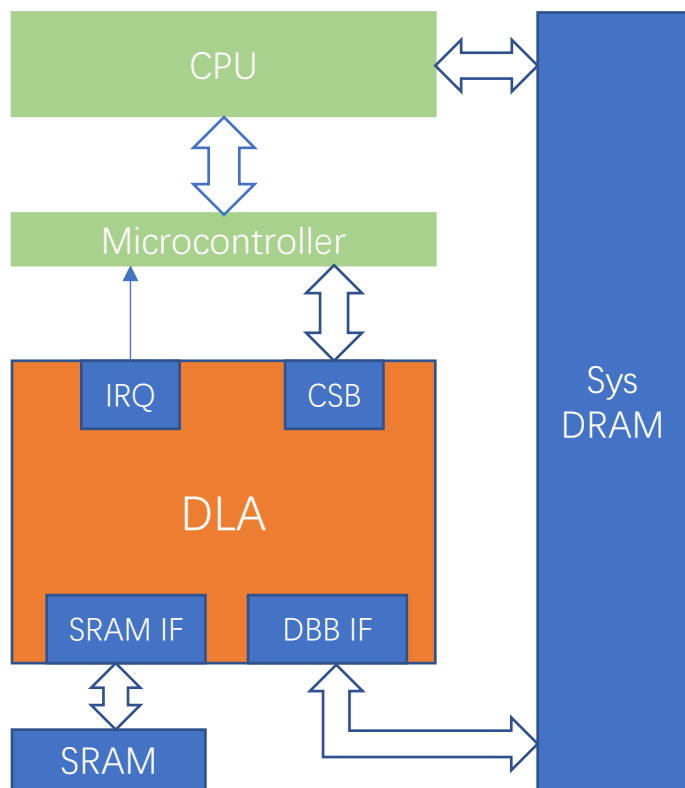 CPU
Microcontroller
IRQ
CSB
Sys
DRAM
DLA
SRAM IF
DBB IF
SRAM